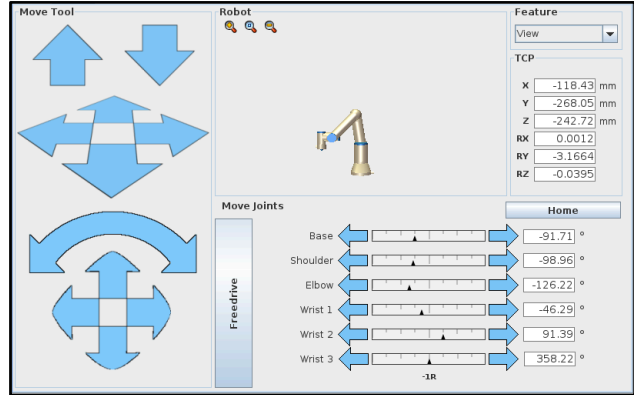 Move Tool
Robot
Feature
View
TCP
X -118.43 mm
Y -268.05 mm
Z -242.72 mm
RX 0.0012
RY -3.1664
RZ -0.0395
Move Joints
Home
Freedrive
Base -91.71 °
Shoulder -98.96 °
Elbow -126.22 °
Wrist 1 -46.29 °
Wrist 2 91.39 °
Wrist 3 358.22 °
-1R